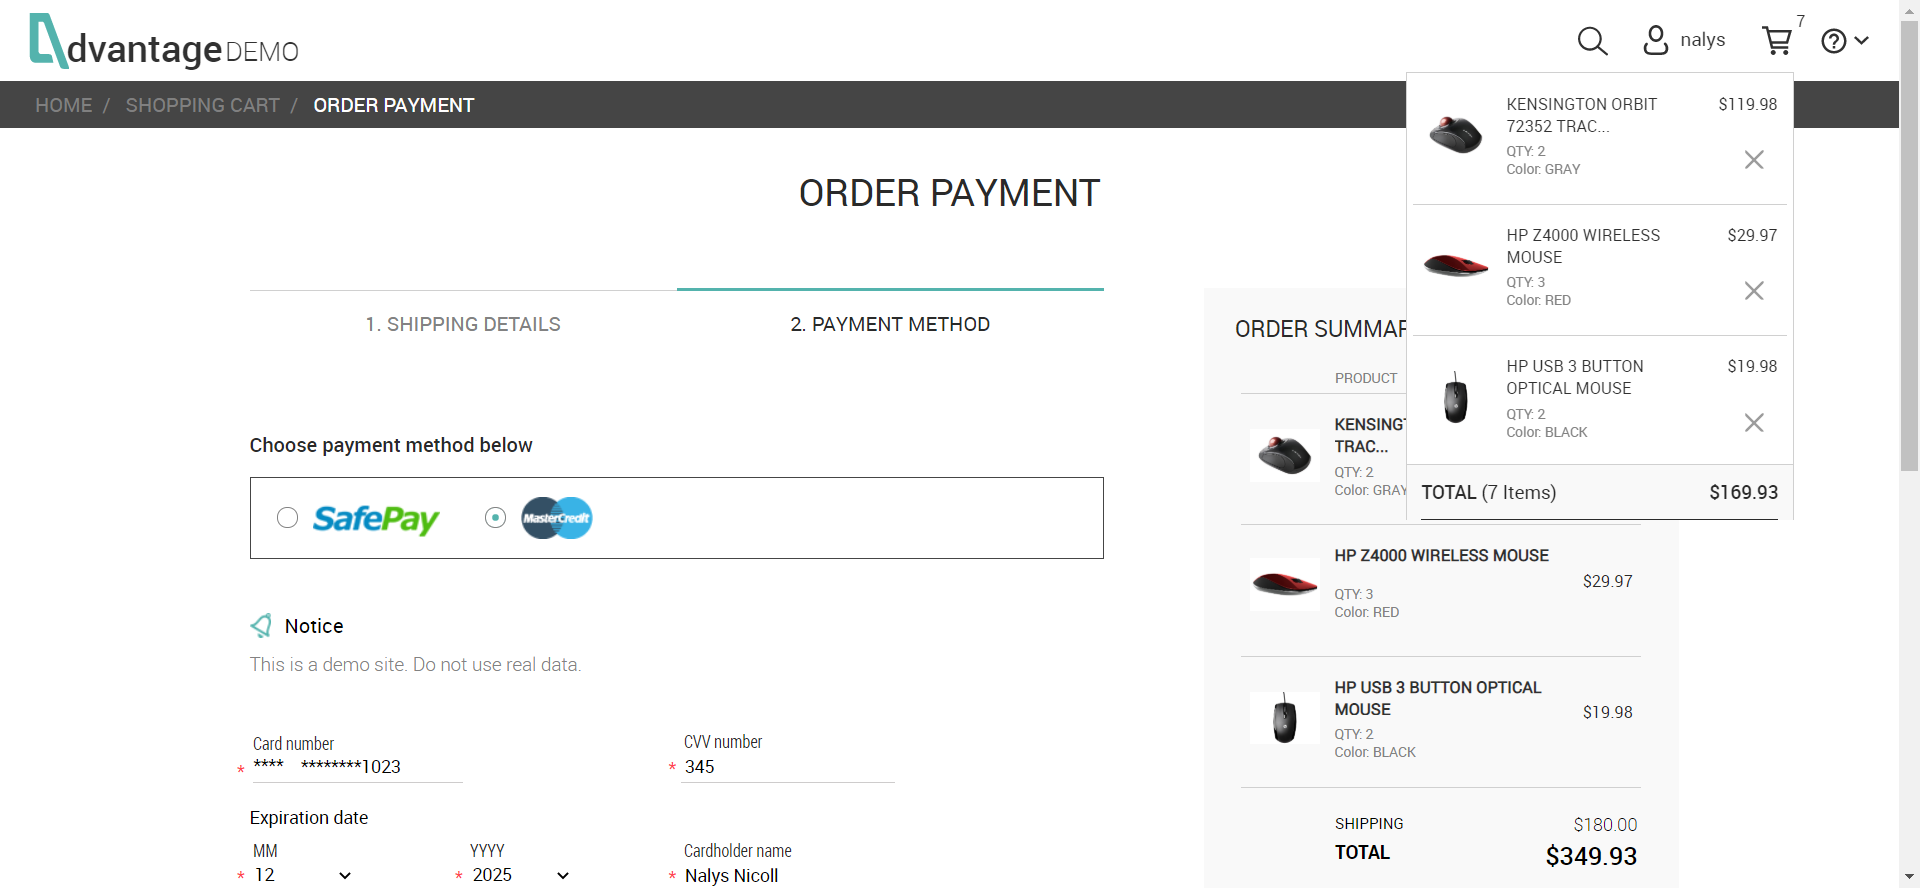 dvantage DEMO
nalys
7
HOME / SHOPPING CART / ORDER PAYMENT
KENSINGTON ORBIT
72352 TRAC...
$119.98
QTY: 2
Color: GRAY
HP Z4000 WIRELESS
MOUSE
$29.97
QTY: 3
Color: RED
HP USB 3 BUTTON
OPTICAL MOUSE
$19.98
QTY: 2
Color: BLACK
TOTAL (7 Items) $169.93
ORDER PAYMENT
1. SHIPPING DETAILS
2. PAYMENT METHOD
Choose payment method below
SafePay
MasterCredit
Notice
This is a demo site. Do not use real data.
Card number
* **** ********1023
CVV number
* 345
Expiration date
MM
* 12
YYYY
* 2025
Cardholder name
* Nalys Nicoll
ORDER SUMMAR
PRODUCT
KENSINGT
TRAC...
QTY: 2
Color: GRAY
HP Z4000 WIRELESS MOUSE
$29.97
QTY: 3
Color: RED
HP USB 3 BUTTON OPTICAL
MOUSE
$19.98
QTY: 2
Color: BLACK
SHIPPING $180.00
TOTAL $349.93